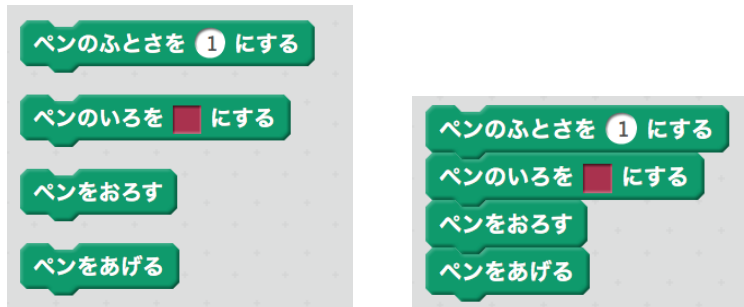 ペンのふとさを 1 にする
ペンのいろを にする
ペンをおろす
ペンをあげる
ペンのふとさを 1 にする
ペンのいろを にする
ペンをおろす
ペンをあげる